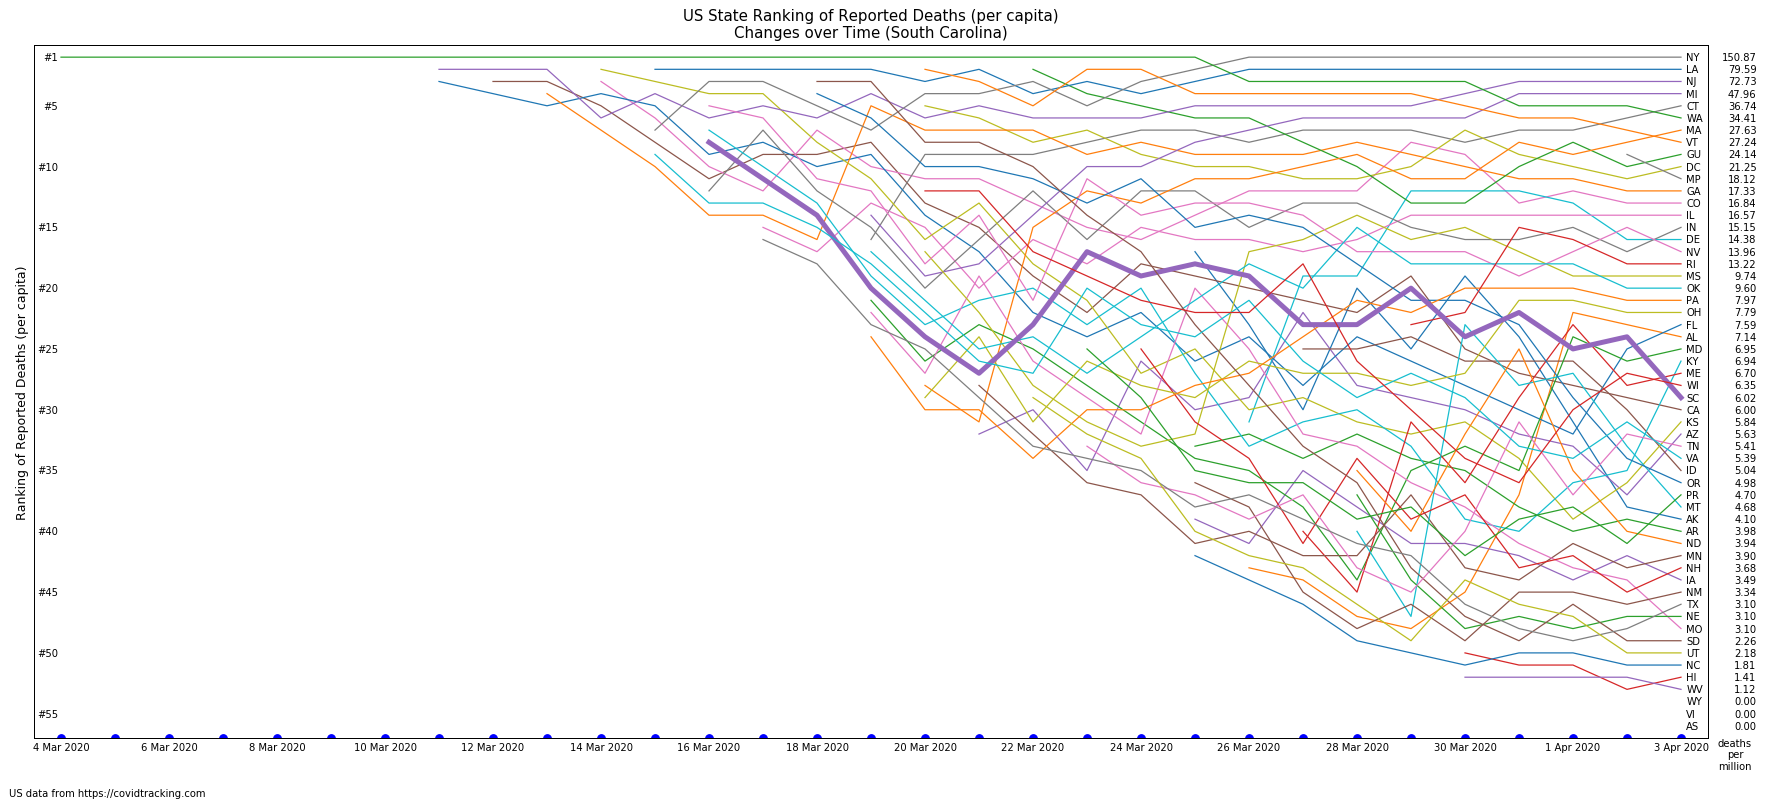 US State Ranking of Reported Deaths (per capita)
Changes over Time (South Carolina)
Ranking of Reported Deaths (per capita)
#1
#5
#10
#15
#20
#25
#30
#35
#40
#45
#50
#55
NY 150.87
LA 79.59
NJ 72.73
MI 47.96
CT 36.74
WA 34.41
MA 27.63
VT 27.24
GU 24.14
DC 21.25
MP 18.12
GA 17.33
CO 16.84
IL 16.57
IN 15.15
DE 14.38
NV 13.96
RI 13.22
MS 9.74
OK 9.60
PA 7.97
OH 7.79
FL 7.59
AL 7.14
MD 6.95
KY 6.94
ME 6.70
WI 6.35
SC 6.02
CA 6.00
KS 5.84
AZ 5.63
TN 5.41
VA 5.39
ID 5.04
OR 4.98
PR 4.70
MT 4.68
AK 4.10
AR 3.98
ND 3.94
MN 3.90
NH 3.68
IA 3.49
NM 3.34
TX 3.10
NE 3.10
MO 3.10
SD 2.26
UT 2.18
NC 1.81
HI 1.41
WV 1.12
WY 0.00
VI 0.00
AS 0.00
4 Mar 2020 6 Mar 2020 8 Mar 2020 10 Mar 2020 12 Mar 2020 14 Mar 2020 16 Mar 2020 18 Mar 2020 20 Mar 2020 22 Mar 2020 24 Mar 2020 26 Mar 2020 28 Mar 2020 30 Mar 2020 1 Apr 2020 3 Apr 2020
deaths
per
million
US data from https://covidtracking.com